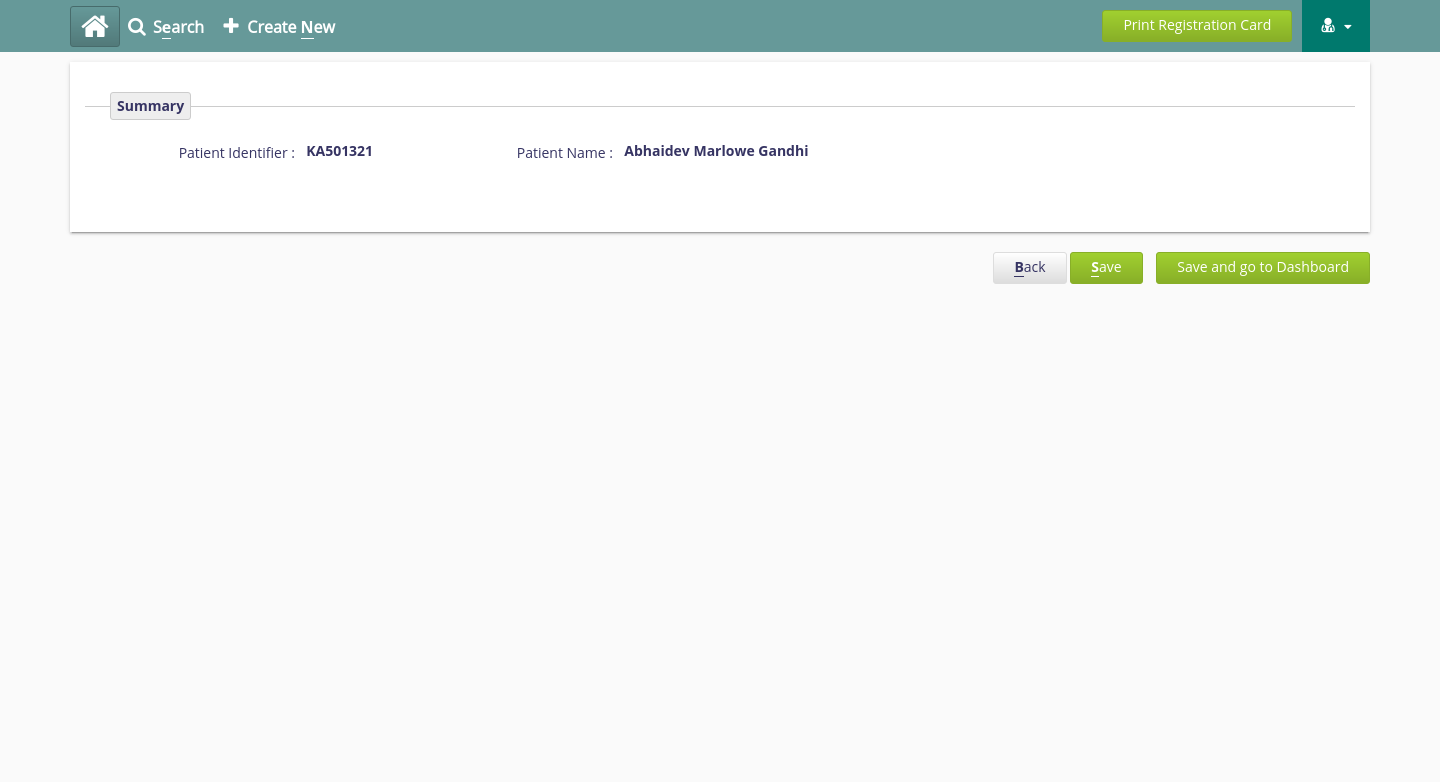 Search Create New Print Registration Card
Summary
Patient Identifier : KA501321 Patient Name : Abhaidev Marlowe Gandhi
Back Save Save and go to Dashboard